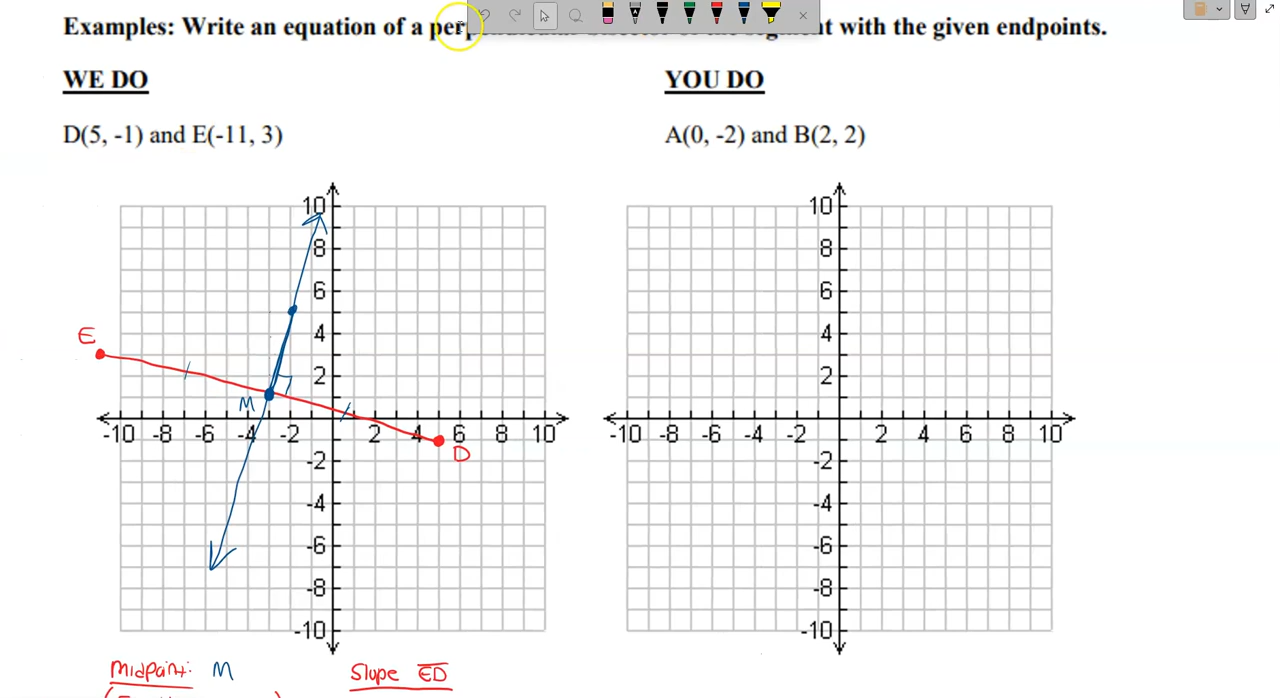 Examples: Write an equation of a with the given endpoints.
WE DO
YOU DO
D(5, -1) and E(-11, 3)
A(0, -2) and B(2, 2)
10
8
6
4
2
-10 -8 -6 -4 -2 2 4 6 8 10
-2
-4
-6
-8
-10
E
M
D
10
8
6
4
2
-10 -8 -6 -4 -2 2 4 6 8 10
-2
-4
-6
-8
-10
Midpoint: M
Slope ED